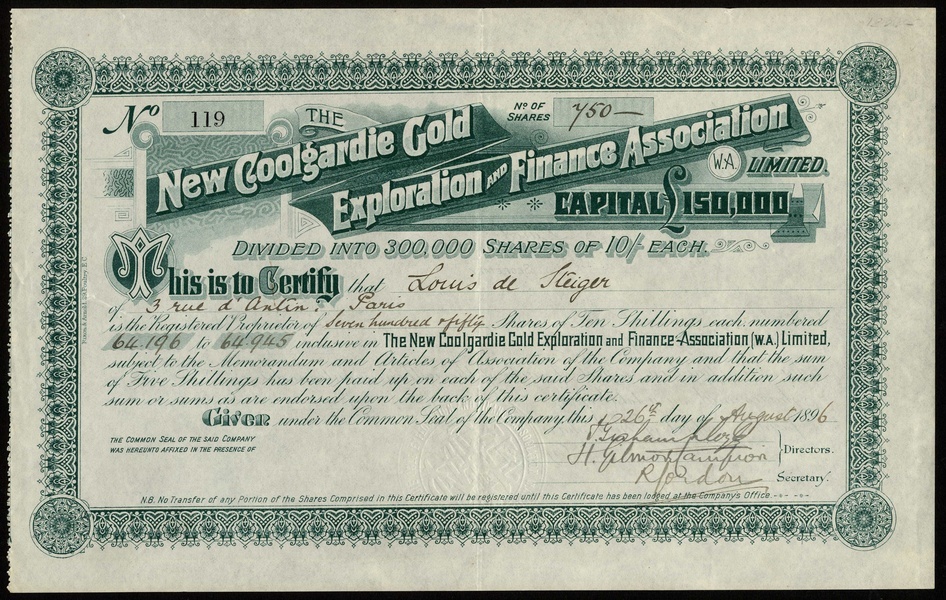 No 119
THE
New Coolgardie Gold
Exploration AND Finance Association
W.A. LIMITED.
No OF SHARES 750—
CAPITAL £150,000
DIVIDED INTO 300,000 SHARES OF 10/- EACH.
This is to Certify that Louis de Steiger
of 3 rue d'Antin. Paris
is the Registered Proprietor of Seven hundred & fifty Shares of Ten Shillings each numbered
64196 to 64945 inclusive in The New Coolgardie Gold Exploration and Finance Association (W.A.) Limited,
subject to the Memorandum and Articles of Association of the Company and that the sum
of Five Shillings has been paid up on each of the said Shares and in addition such
sum or sums as are endorsed upon the back of this certificate.
Given under the Common Seal of the Company, this 26th day of August 1896
THE COMMON SEAL OF THE SAID COMPANY
WAS HEREUNTO AFFIXED IN THE PRESENCE OF
Directors.
Secretary.
N.B. No Transfer of any Portion of the Shares Comprised in this Certificate will be registered until this Certificate has been lodged at the Company's Office.